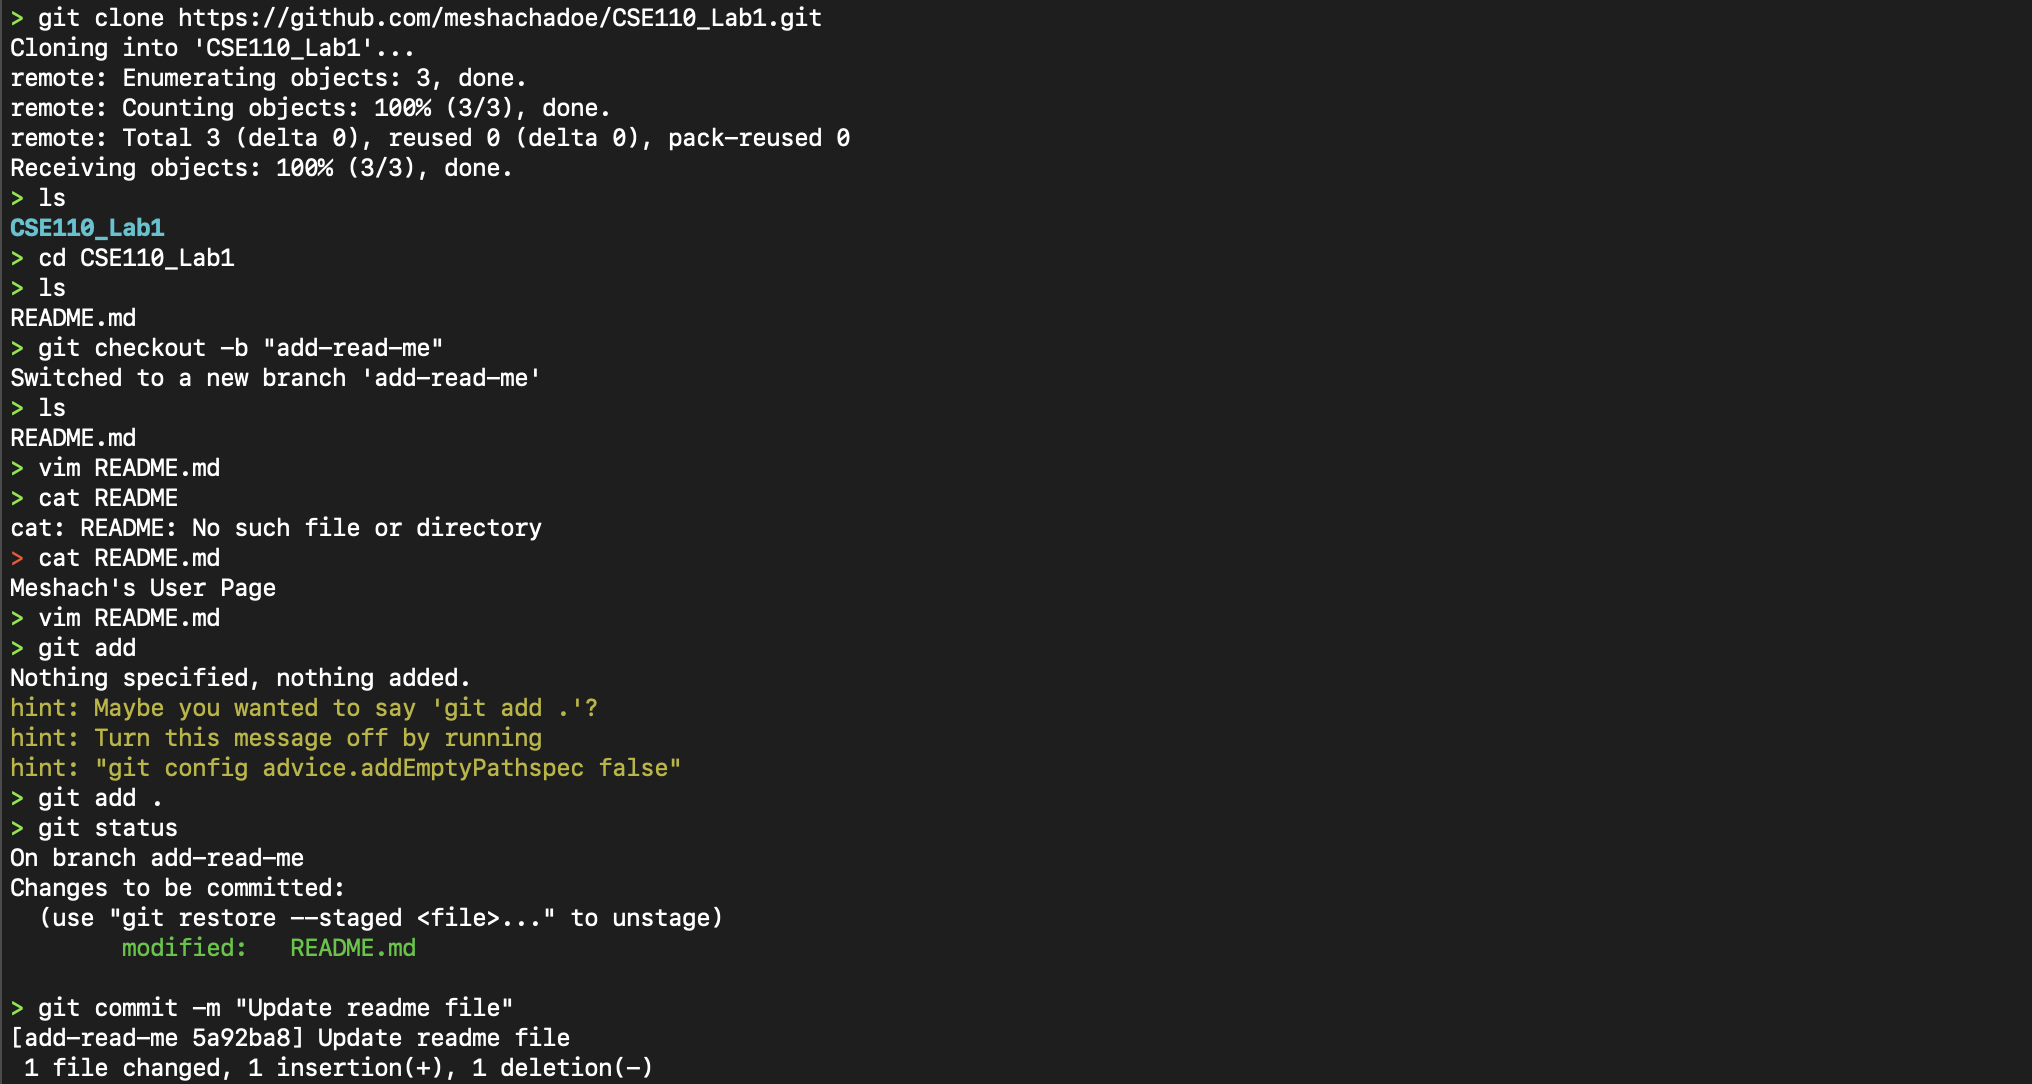 > git clone https://github.com/meshachadoe/CSE110_Lab1.git
Cloning into 'CSE110_Lab1'...
remote: Enumerating objects: 3, done.
remote: Counting objects: 100% (3/3), done.
remote: Total 3 (delta 0), reused 0 (delta 0), pack-reused 0
Receiving objects: 100% (3/3), done.
> ls
CSE110_Lab1
> cd CSE110_Lab1
> ls
README.md
> git checkout -b "add-read-me"
Switched to a new branch 'add-read-me'
> ls
README.md
> vim README.md
> cat README
cat: README: No such file or directory
> cat README.md
Meshach's User Page
> vim README.md
> git add
Nothing specified, nothing added.
hint: Maybe you wanted to say 'git add .'?
hint: Turn this message off by running
hint: "git config advice.addEmptyPathspec false"
> git add .
> git status
On branch add-read-me
Changes to be committed:
  (use "git restore --staged <file>..." to unstage)
        modified:   README.md

> git commit -m "Update readme file"
[add-read-me 5a92ba8] Update readme file
 1 file changed, 1 insertion(+), 1 deletion(-)